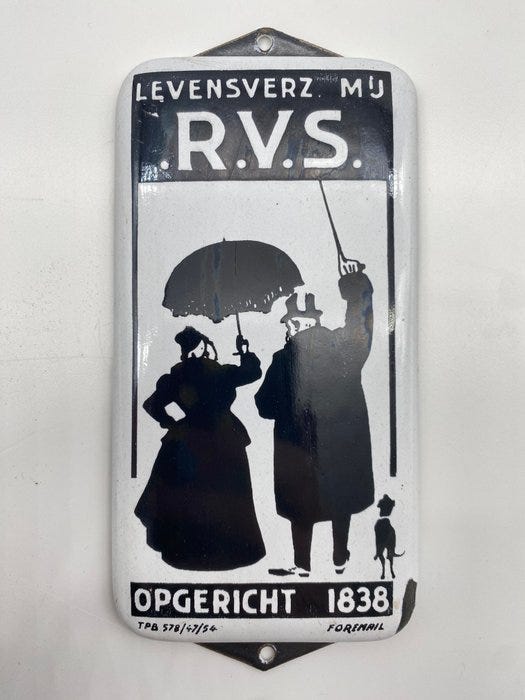 LEVENSVERZ. MIJ
.R.V.S.
OPGERICHT 1838
TPB 578/47/54 FOREMAIL